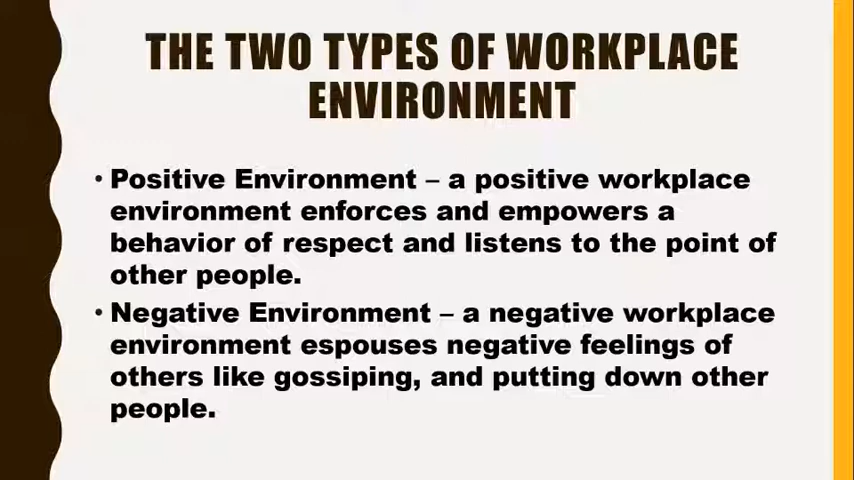 THE TWO TYPES OF WORKPLACE
ENVIRONMENT
• Positive Environment – a positive workplace
environment enforces and empowers a
behavior of respect and listens to the point of
other people.
• Negative Environment – a negative workplace
environment espouses negative feelings of
others like gossiping, and putting down other
people.